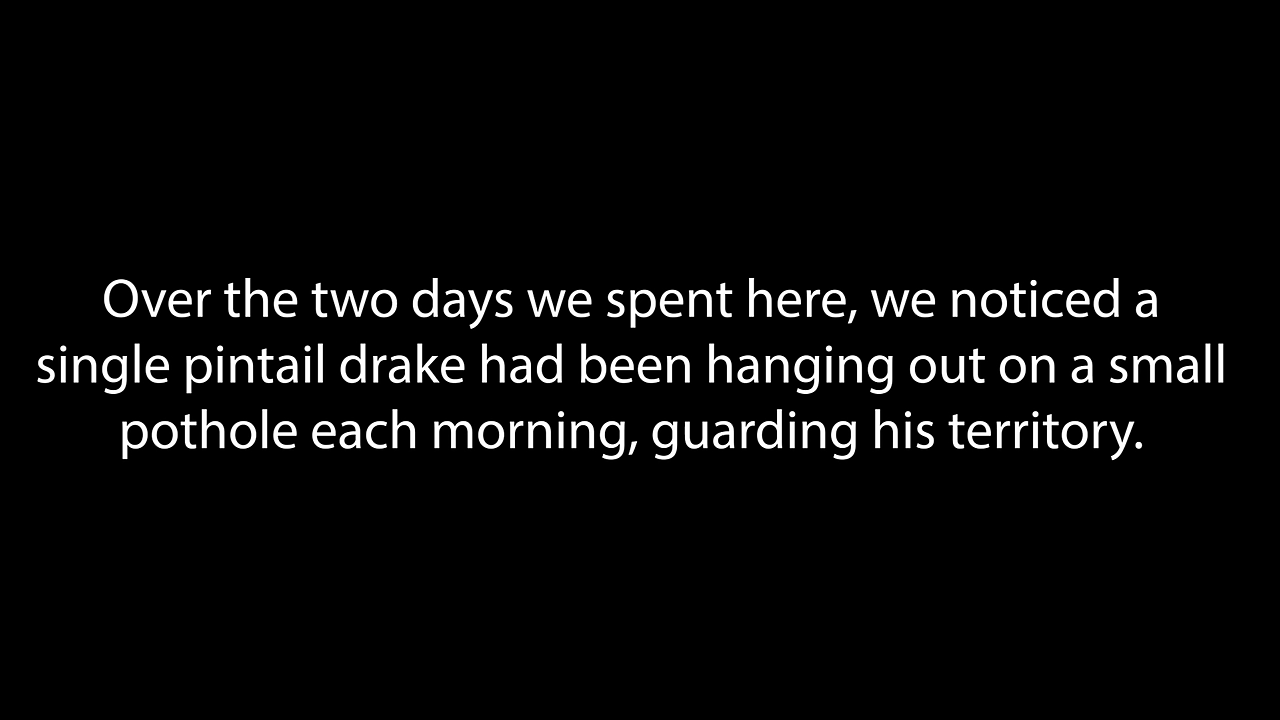 Over the two days we spent here, we noticed a
single pintail drake had been hanging out on a small
pothole each morning, guarding his territory.